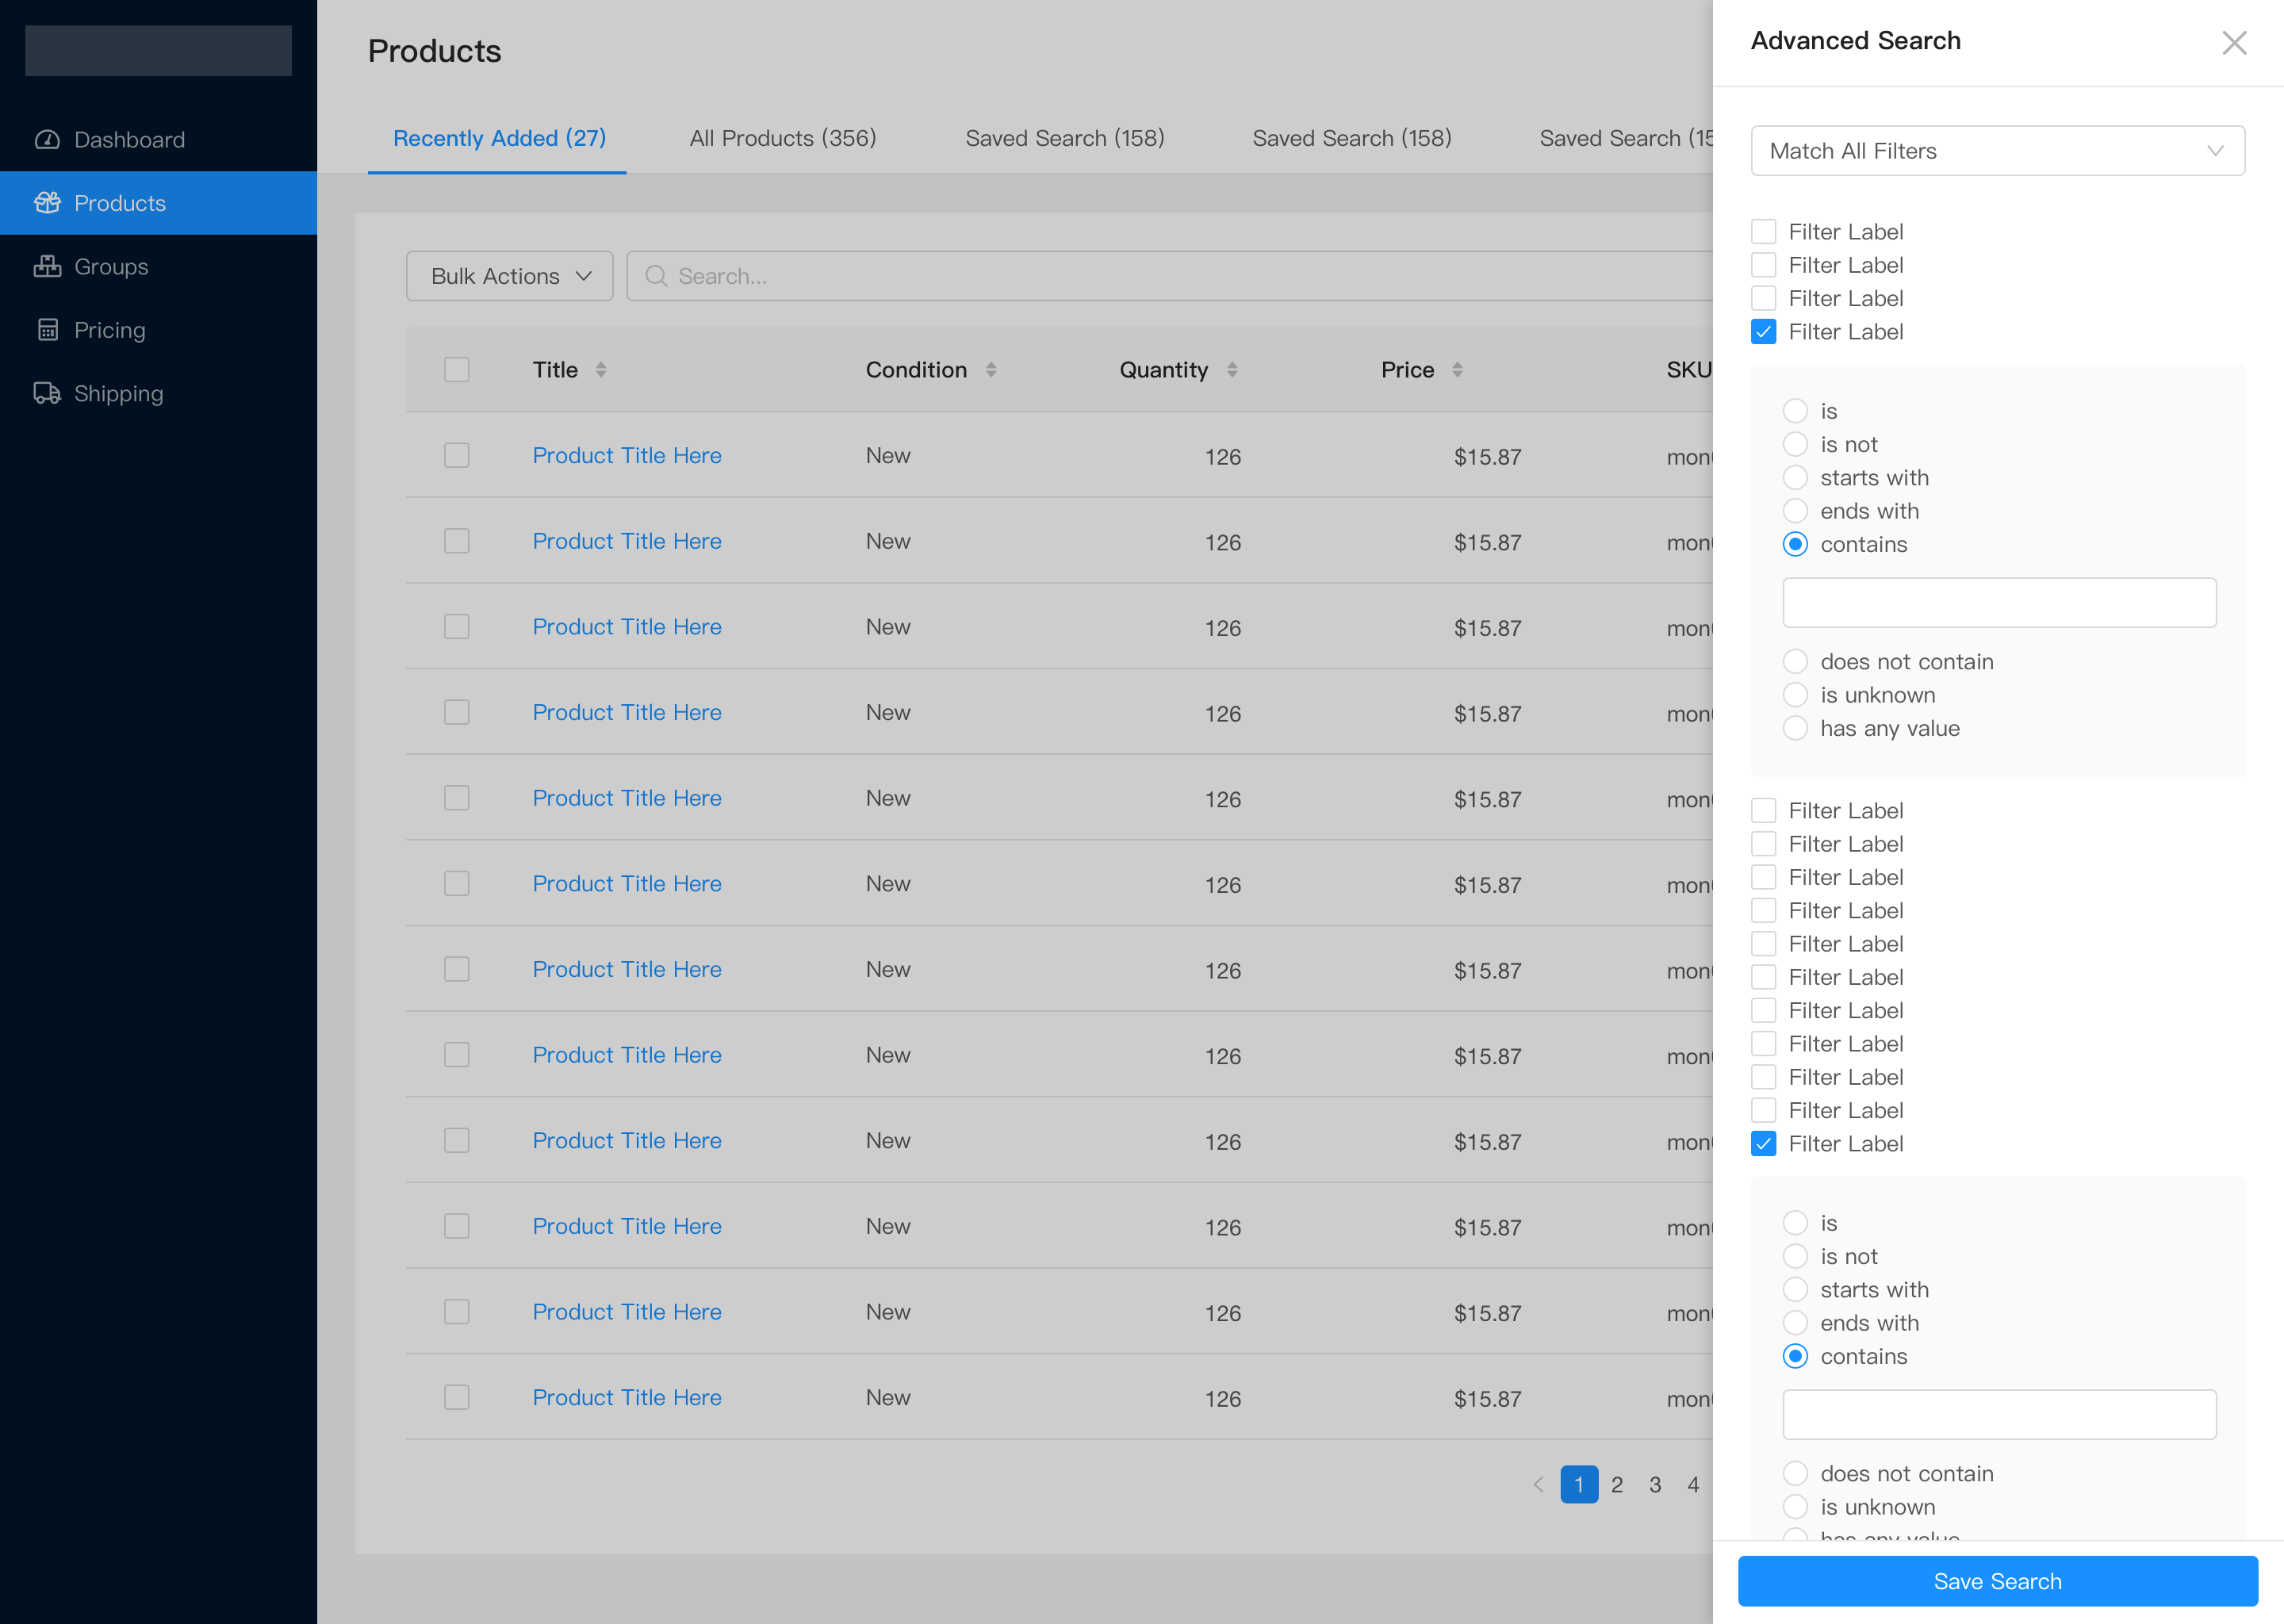 Dashboard
Products
Groups
Pricing
Shipping
Products
Recently Added (27) All Products (356) Saved Search (158) Saved Search (158) Saved Search (15
Bulk Actions Search...
Title Condition Quantity Price SKU
Product Title Here New 126 $15.87 mon
Product Title Here New 126 $15.87 mon
Product Title Here New 126 $15.87 mon
Product Title Here New 126 $15.87 mon
Product Title Here New 126 $15.87 mon
Product Title Here New 126 $15.87 mon
Product Title Here New 126 $15.87 mon
Product Title Here New 126 $15.87 mon
Product Title Here New 126 $15.87 mon
Product Title Here New 126 $15.87 mon
Product Title Here New 126 $15.87 mon
Product Title Here New 126 $15.87 mon
1 2 3 4
Advanced Search
Match All Filters
Filter Label
Filter Label
Filter Label
Filter Label
is
is not
starts with
ends with
contains
does not contain
is unknown
has any value
Filter Label
Filter Label
Filter Label
Filter Label
Filter Label
Filter Label
Filter Label
Filter Label
Filter Label
Filter Label
Filter Label
is
is not
starts with
ends with
contains
does not contain
is unknown
has any value
Save Search